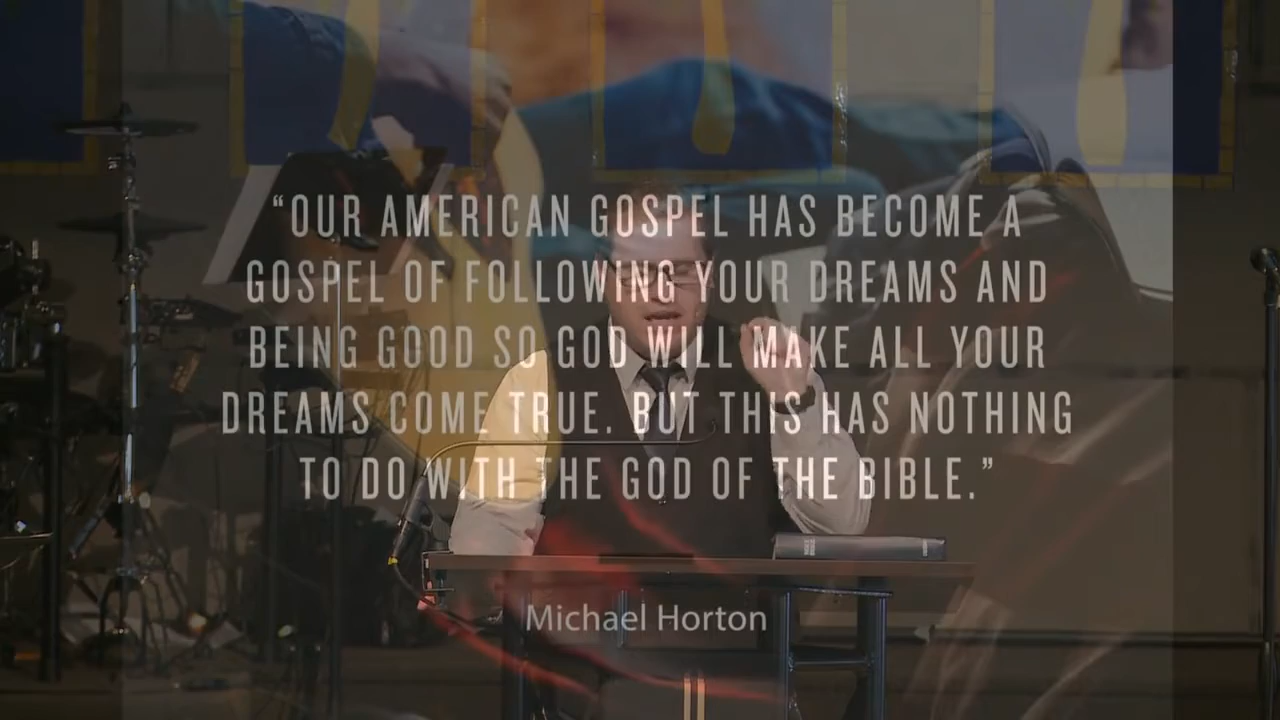 “OUR AMERICAN GOSPEL HAS BECOME A
GOSPEL OF FOLLOWING YOUR DREAMS AND
BEING GOOD SO GOD WILL MAKE ALL YOUR
DREAMS COME TRUE. BUT THIS HAS NOTHING
TO DO WITH THE GOD OF THE BIBLE.”
Michael Horton